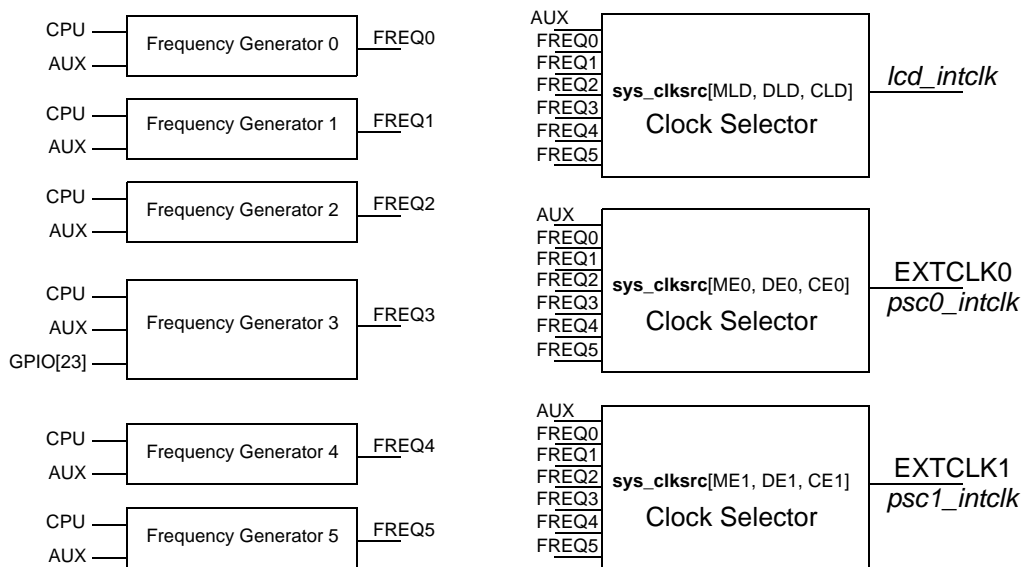 CPU
AUX
Frequency Generator 0
FREQ0
CPU
AUX
Frequency Generator 1
FREQ1
CPU
AUX
Frequency Generator 2
FREQ2
CPU
AUX
GPIO[23]
Frequency Generator 3
FREQ3
CPU
AUX
Frequency Generator 4
FREQ4
CPU
AUX
Frequency Generator 5
FREQ5
AUX
FREQ0
FREQ1
FREQ2
FREQ3
FREQ4
FREQ5
sys_clksrc[MLD, DLD, CLD]
Clock Selector
lcd_intclk
AUX
FREQ0
FREQ1
FREQ2
FREQ3
FREQ4
FREQ5
sys_clksrc[ME0, DE0, CE0]
Clock Selector
EXTCLK0
psc0_intclk
AUX
FREQ0
FREQ1
FREQ2
FREQ3
FREQ4
FREQ5
sys_clksrc[ME1, DE1, CE1]
Clock Selector
EXTCLK1
psc1_intclk